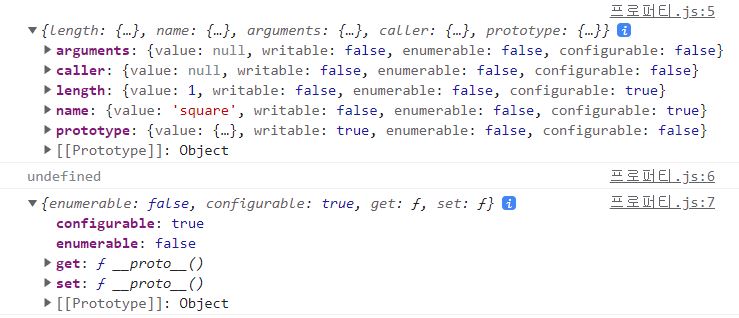 프로퍼티.js:5
▼{length: {…}, name: {…}, arguments: {…}, caller: {…}, prototype: {…}} i
▶ arguments: {value: null, writable: false, enumerable: false, configurable: false}
▶ caller: {value: null, writable: false, enumerable: false, configurable: false}
▶ length: {value: 1, writable: false, enumerable: false, configurable: true}
▶ name: {value: 'square', writable: false, enumerable: false, configurable: true}
▶ prototype: {value: {…}, writable: true, enumerable: false, configurable: false}
▶ [[Prototype]]: Object
undefined 프로퍼티.js:6
▼{enumerable: false, configurable: true, get: ƒ, set: ƒ} i 프로퍼티.js:7
configurable: true
enumerable: false
▶ get: ƒ __proto__()
▶ set: ƒ __proto__()
▶ [[Prototype]]: Object